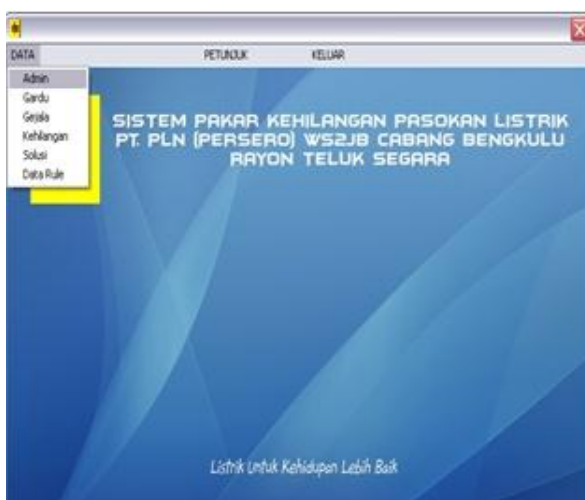 DATA PETUNJUK KELUAR
Admin
Gardu
Gejala
Kehilangan
Solusi
Data Rule
SISTEM PAKAR KEHILANGAN PASOKAN LISTRIK
PT. PLN (PERSERO) WS2JB CABANG BENGKULU
RAYON TELUK SEGARA
Listrik Untuk Kehidupan Lebih Baik